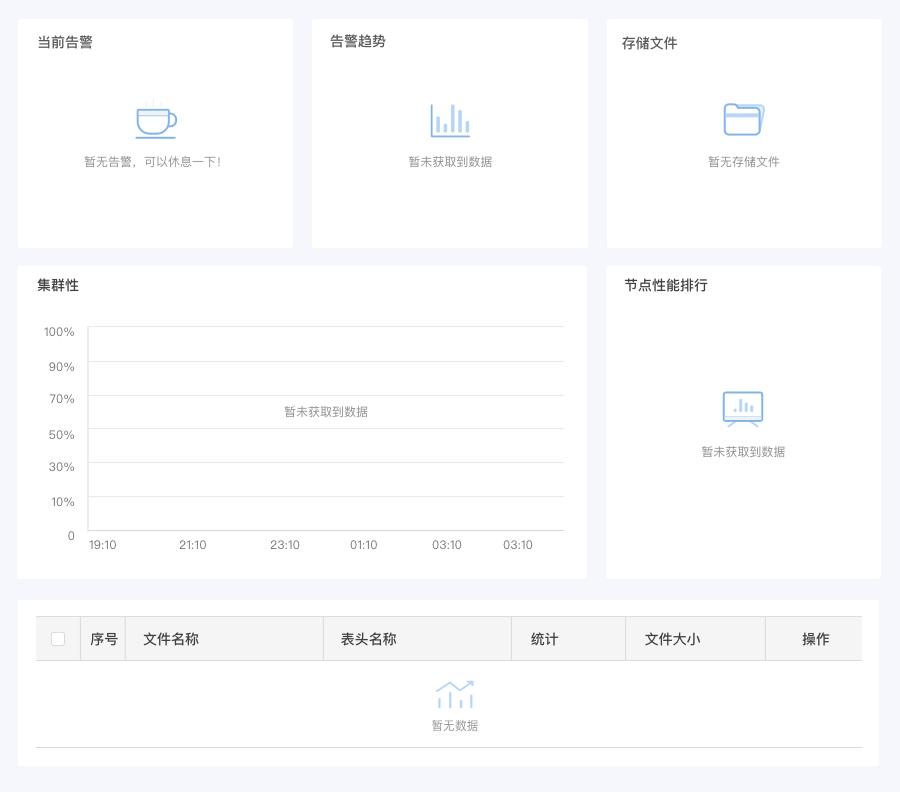 当前告警
告警趋势
存储文件
暂无告警，可以休息一下！
暂未获取到数据
暂无存储文件
集群性
节点性能排行
100%
90%
70%
暂未获取到数据
50%
30%
10%
0
19:10 21:10 23:10 01:10 03:10 03:10
暂未获取到数据
序号 文件名称 表头名称 统计 文件大小 操作
暂无数据